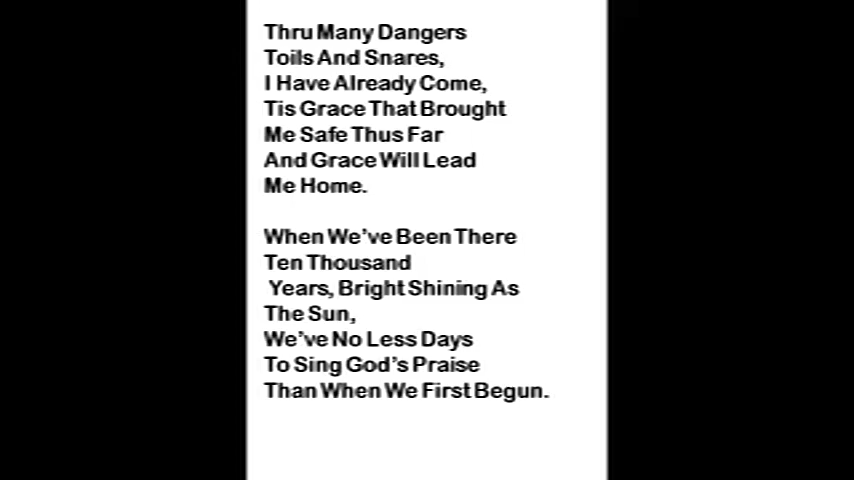 Thru Many Dangers
Toils And Snares,
I Have Already Come,
Tis Grace That Brought
Me Safe Thus Far
And Grace Will Lead
Me Home.
When We've Been There
Ten Thousand
Years, Bright Shining As
The Sun,
We've No Less Days
To Sing God's Praise
Than When We First Begun.